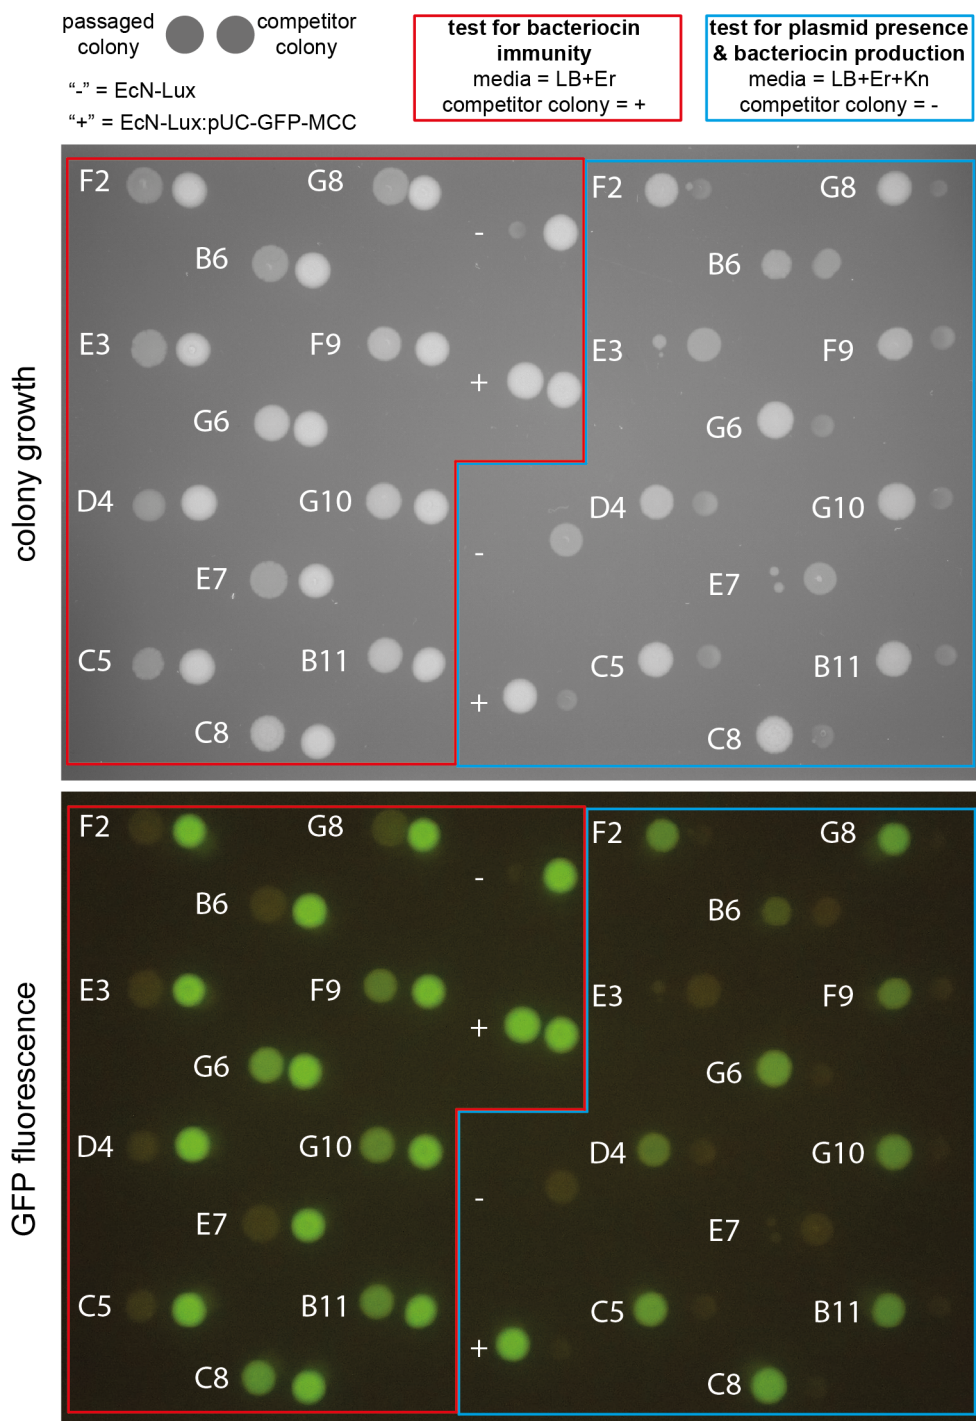 passaged colony
competitor colony
“-” = EcN-Lux
“+” = EcN-Lux:pUC-GFP-MCC
test for bacteriocin
immunity
media = LB+Er
competitor colony = +
test for plasmid presence
& bacteriocin production
media = LB+Er+Kn
competitor colony = -
colony growth
F2 G8
-
B6
E3 F9
+
G6
D4 G10
E7
C5 B11
C8
F2 G8
B6
E3 F9
G6
D4 G10
-
E7
C5 B11
+
C8
GFP fluorescence
F2 G8
-
B6
E3 F9
+
G6
D4 G10
E7
C5 B11
C8
F2 G8
B6
E3 F9
G6
D4 G10
-
E7
C5 B11
+
C8